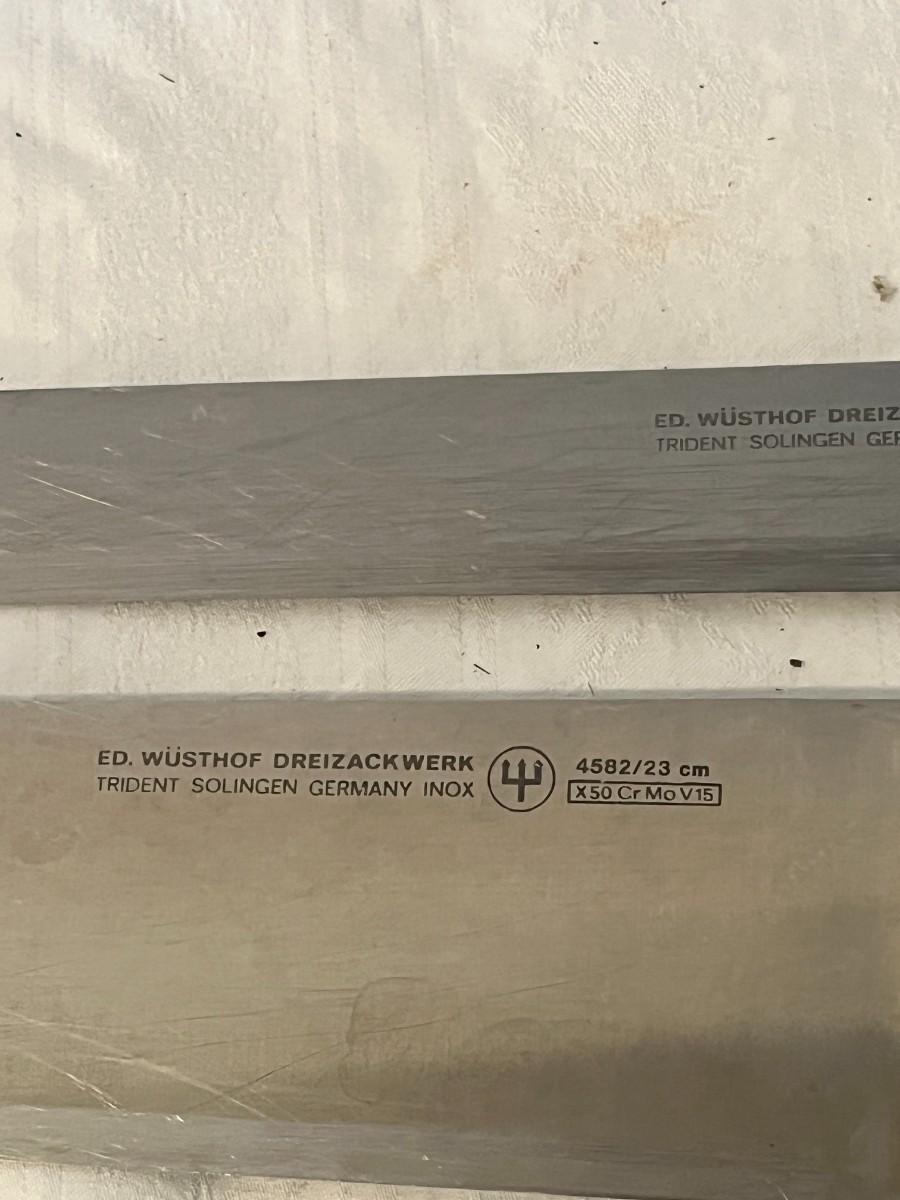 ED. WÜSTHOF DREIZ
TRIDENT SOLINGEN GER
ED. WÜSTHOF DREIZACKWERK
TRIDENT SOLINGEN GERMANY INOX
4582/23 cm
X50 Cr Mo V15